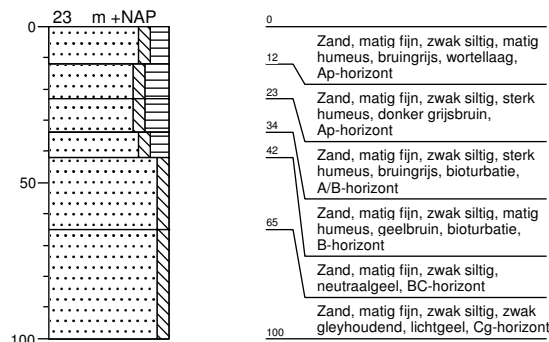 23 m +NAP
0
50
100
0
Zand, matig fijn, zwak siltig, matig
humeus, bruingrijs, wortellaag,
Ap-horizont
12
Zand, matig fijn, zwak siltig, sterk
humeus, donker grijsbruin,
Ap-horizont
23
Zand, matig fijn, zwak siltig, sterk
humeus, bruingrijs, bioturbatie,
A/B-horizont
34
Zand, matig fijn, zwak siltig, matig
humeus, geelbruin, bioturbatie,
B-horizont
42
Zand, matig fijn, zwak siltig,
neutraalgeel, BC-horizont
65
Zand, matig fijn, zwak siltig, zwak
gleyhoudend, lichtgeel, Cg-horizont
100